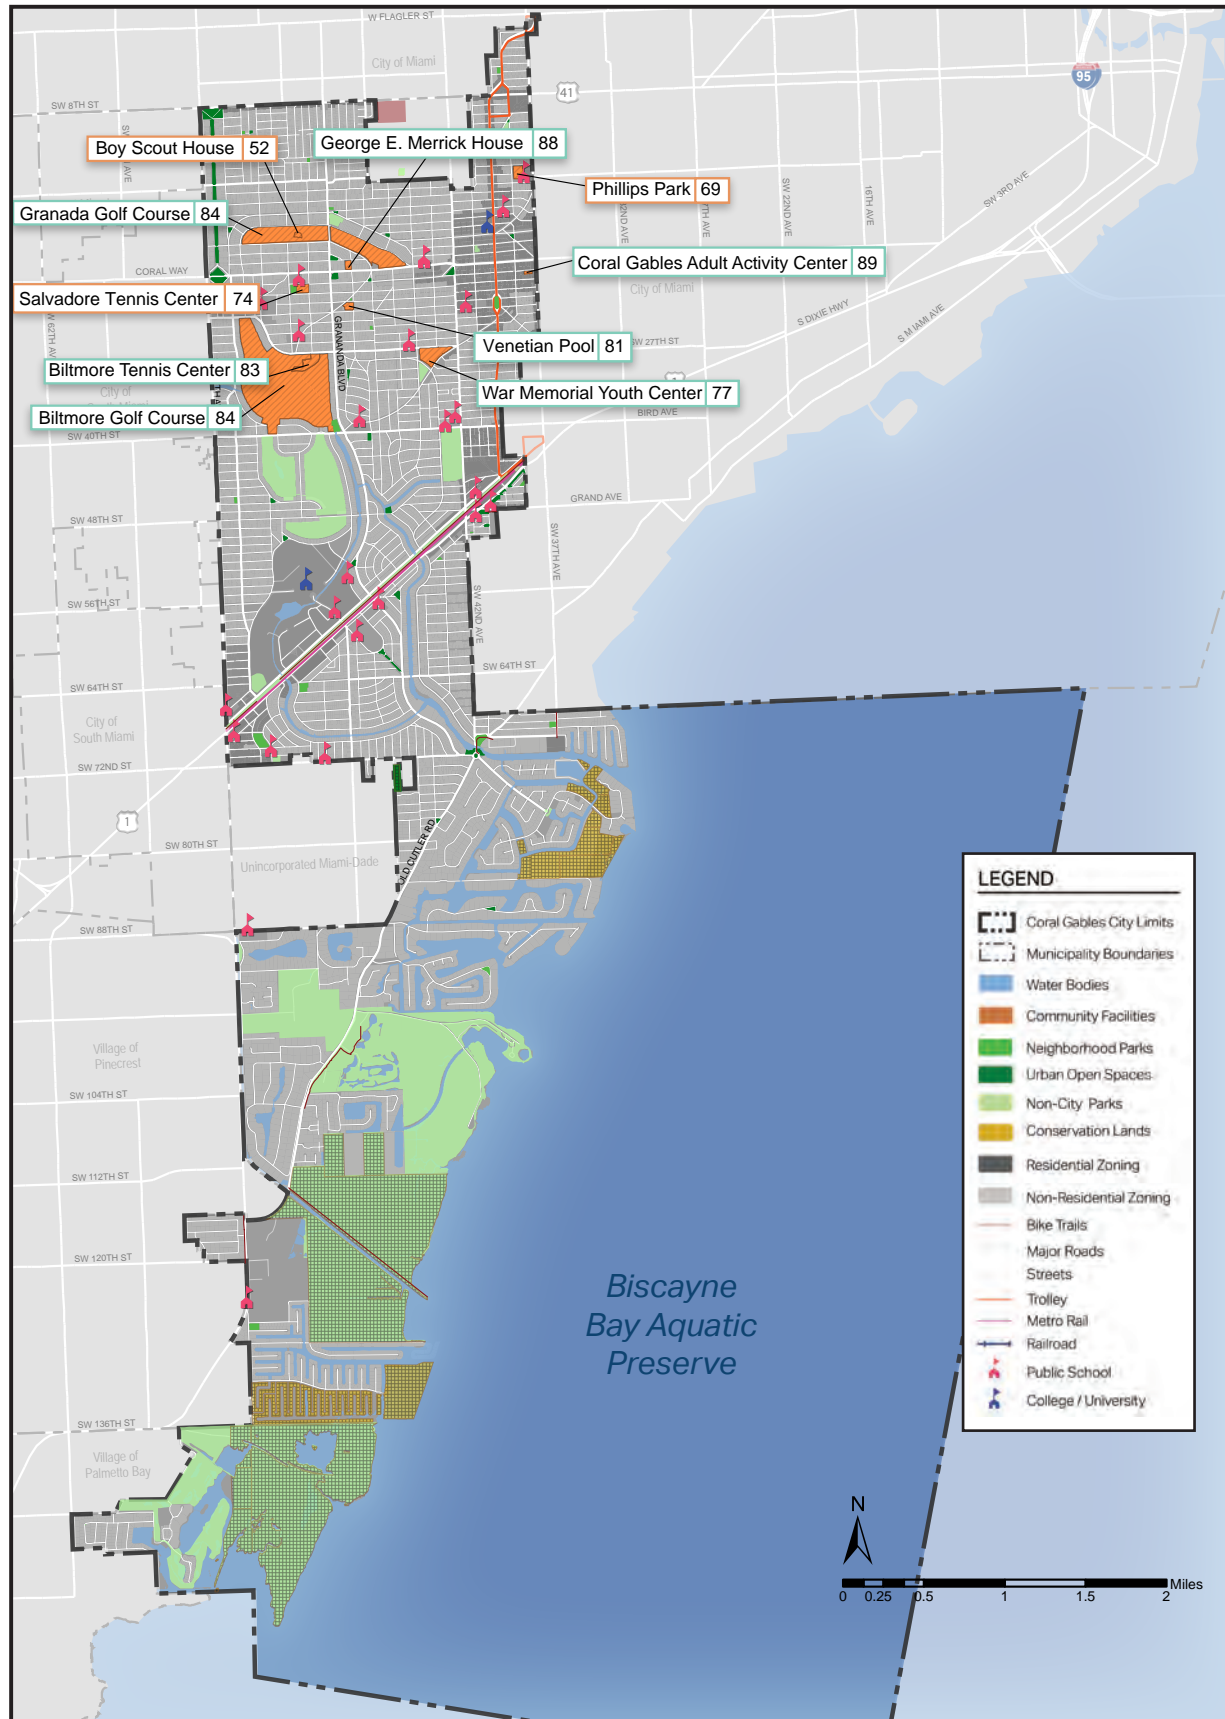 W FLAGLER ST
City of Miami
95
41
SW 8TH ST
Boy Scout House 52
George E. Merrick House 88
Phillips Park 69
Granada Golf Course 84
SW 22ND AVE
16TH AVE
SW 3RD AVE
CORAL WAY
Coral Gables Adult Activity Center 89
City of Miami
Salvadore Tennis Center 74
S DIXIE HWY
S MIAMI AVE
GRANANDA BLVD
Venetian Pool 81
SW 27TH ST
Biltmore Tennis Center 83
War Memorial Youth Center 77
City of
Biltmore Golf Course 84
BIRD AVE
SW 40TH ST
GRAND AVE
SW 48TH ST
SW 37TH AVE
SW 56TH ST
SW 42ND AVE
SW 64TH ST
SW 64TH ST
City of
South Miami
SW 72ND ST
1
OLD CUTLER RD
SW 80TH ST
Unincorporated Miami-Dade
SW 88TH ST
LEGEND
Coral Gables City Limits
Municipality Boundaries
Water Bodies
Community Facilities
Neighborhood Parks
Urban Open Spaces
Non-City Parks
Conservation Lands
Residential Zoning
Non-Residential Zoning
Bike Trails
Major Roads
Streets
Trolley
Metro Rail
Railroad
Public School
College / University
Village of
Pinecrest
SW 104TH ST
SW 112TH ST
SW 120TH ST
Biscayne
Bay Aquatic
Preserve
SW 136TH ST
Village of
Palmetto Bay
N
0 0.25 0.5 1 1.5 2 Miles